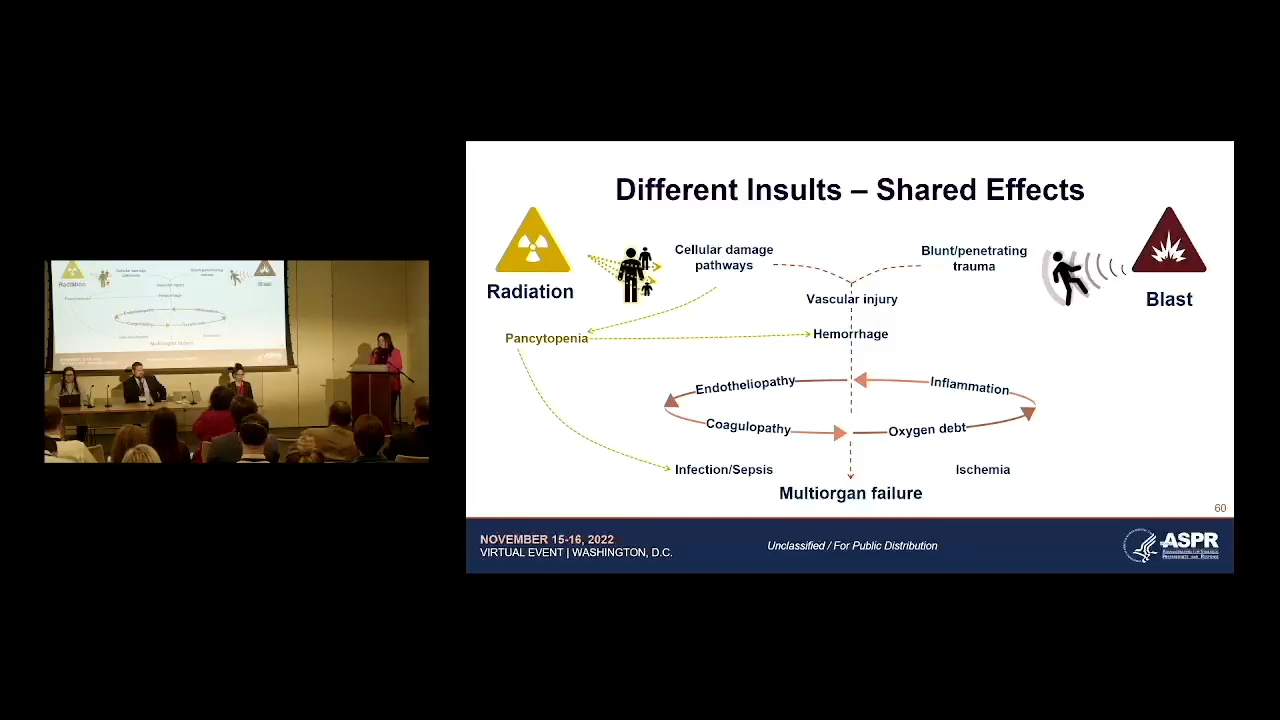 Different Insults – Shared Effects
Radiation
Cellular damage
pathways
Blunt/penetrating
trauma
Blast
Vascular injury
Pancytopenia
Hemorrhage
Endotheliopathy
Inflammation
Coagulopathy
Oxygen debt
Infection/Sepsis
Ischemia
Multiorgan failure
60
NOVEMBER 15-16, 2022
VIRTUAL EVENT | WASHINGTON, D.C.
Unclassified / For Public Distribution
ASPR
Radiation
Blast